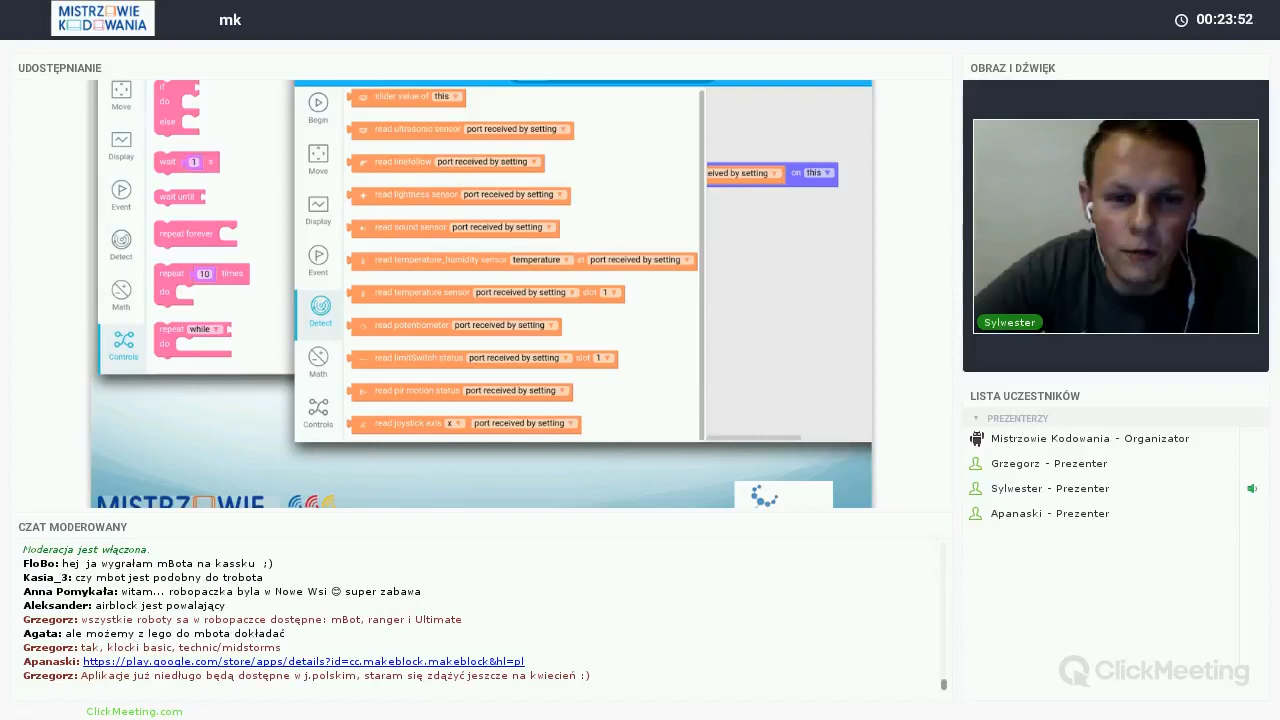 MISTRZOWIE
KODOWANIA
mk
00:23:52
UDOSTĘPNIANIE
Move
Display
Event
Detect
Math
Controls
if
do
else
wait 1 s
wait until
repeat forever
repeat 10 times
do
repeat while
do
Begin
Move
Display
Event
Detect
Math
Controls
slider value of this
read ultrasonic sensor port received by setting
read linefollow port received by setting
read lightness sensor port received by setting
read sound sensor port received by setting
read temperature_humidity sensor temperature at port received by setting
read temperature sensor port received by setting slot 1
read potentiometer port received by setting
read limitSwitch status port received by setting slot 1
read pir motion status port received by setting
read joystick axis x port received by setting
eived by setting on this
MISTRZOWIE
OBRAZ I DŹWIĘK
Sylwester
LISTA UCZESTNIKÓW
PREZENTERZY
Mistrzowie Kodowania - Organizator
Grzegorz - Prezenter
Sylwester - Prezenter
Apanaski - Prezenter
CZAT MODEROWANY
Moderacja jest włączona.
FloBo: hej ja wygrałam mBota na kassku ;)
Kasia_3: czy mbot jest podobny do trobota
Anna Pomykała: witam... robopaczka byla w Nowe Wsi 😊 super zabawa
Aleksander: airblock jest powalający
Grzegorz: wszystkie roboty sa w robopaczce dostępne: mBot, ranger i Ultimate
Agata: ale możemy z lego do mbota dokładać
Grzegorz: tak, klocki basic, technic/midstorms
Apanaski: https://play.google.com/store/apps/details?id=cc.makeblock.makeblock&hl=pl
Grzegorz: Aplikacje już niedługo będą dostępne w j.polskim, staram się zdążyć jeszcze na kwiecień :)
ClickMeeting
ClickMeeting.com